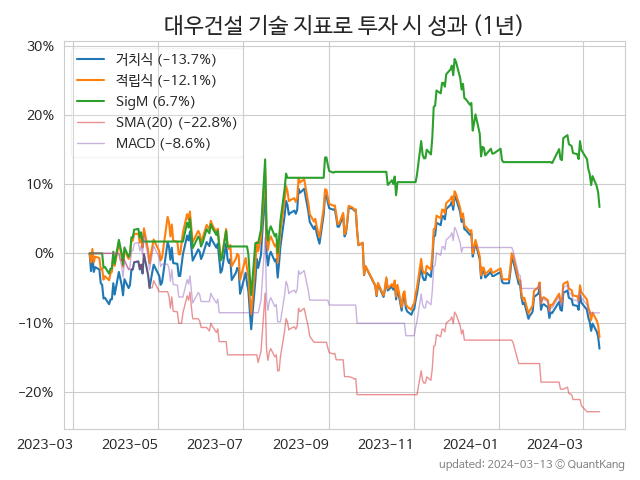 대우건설 기술 지표로 투자 시 성과 (1년)
거치식 (−13.7%)
적립식 (−12.1%)
SigM (6.7%)
SMA(20) (−22.8%)
MACD (−8.6%)
30%
20%
10%
0%
−10%
−20%
2023-03 2023-05 2023-07 2023-09 2023-11 2024-01 2024-03
updated: 2024-03-13 ⓒ QuantKang